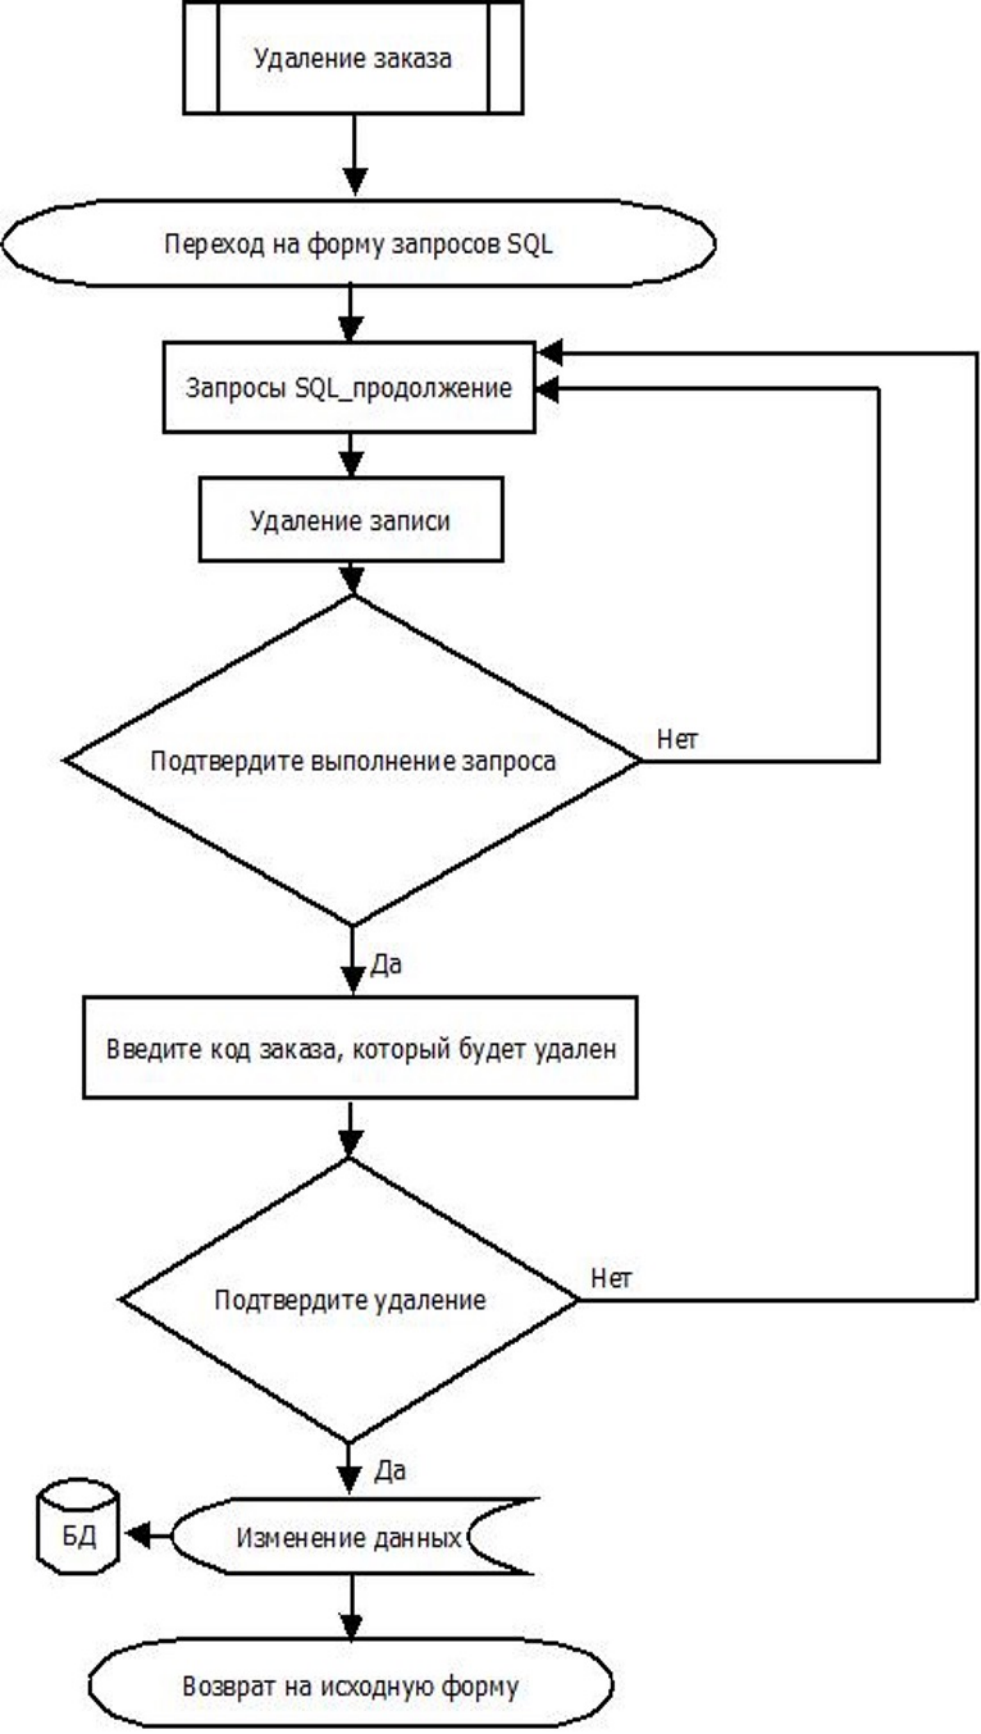 Удаление заказа
Переход на форму запросов SQL
Запросы SQL_продолжение
Удаление записи
Подтвердите выполнение запроса
Нет
Да
Введите код заказа, который будет удален
Подтвердите удаление
Нет
Да
БД
Изменение данных
Возврат на исходную форму